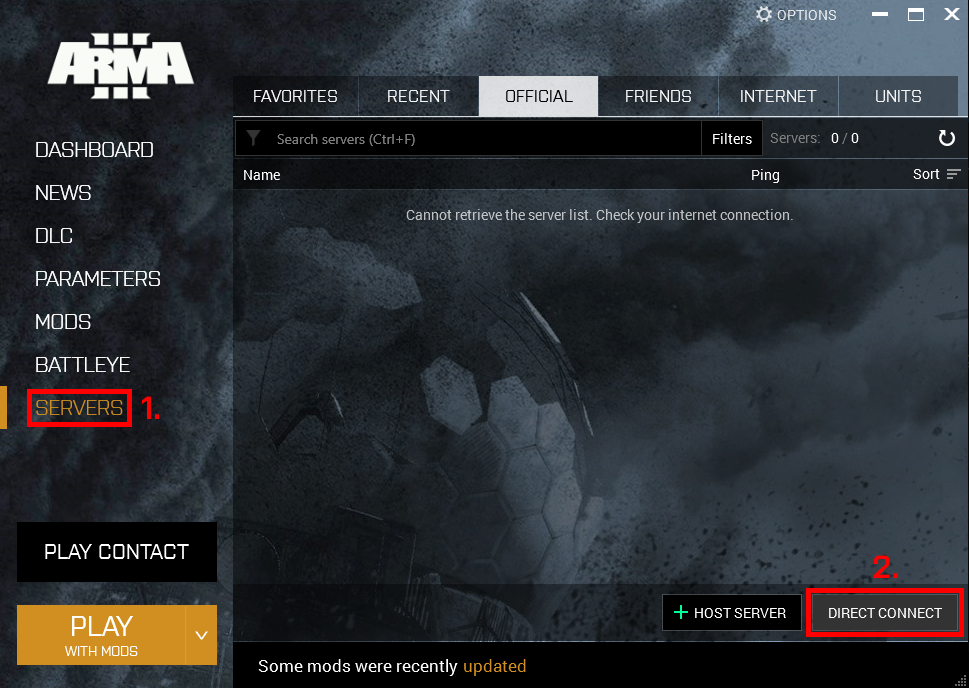 OPTIONS
ARMA III
FAVORITES RECENT OFFICIAL FRIENDS INTERNET UNITS
Search servers (Ctrl+F) Filters Servers: 0 / 0
Name Ping Sort
Cannot retrieve the server list. Check your internet connection.
DASHBOARD
NEWS
DLC
PARAMETERS
MODS
BATTLEYE
SERVERS 1.
PLAY CONTACT
PLAY
WITH MODS
2.
HOST SERVER DIRECT CONNECT
Some mods were recently updated